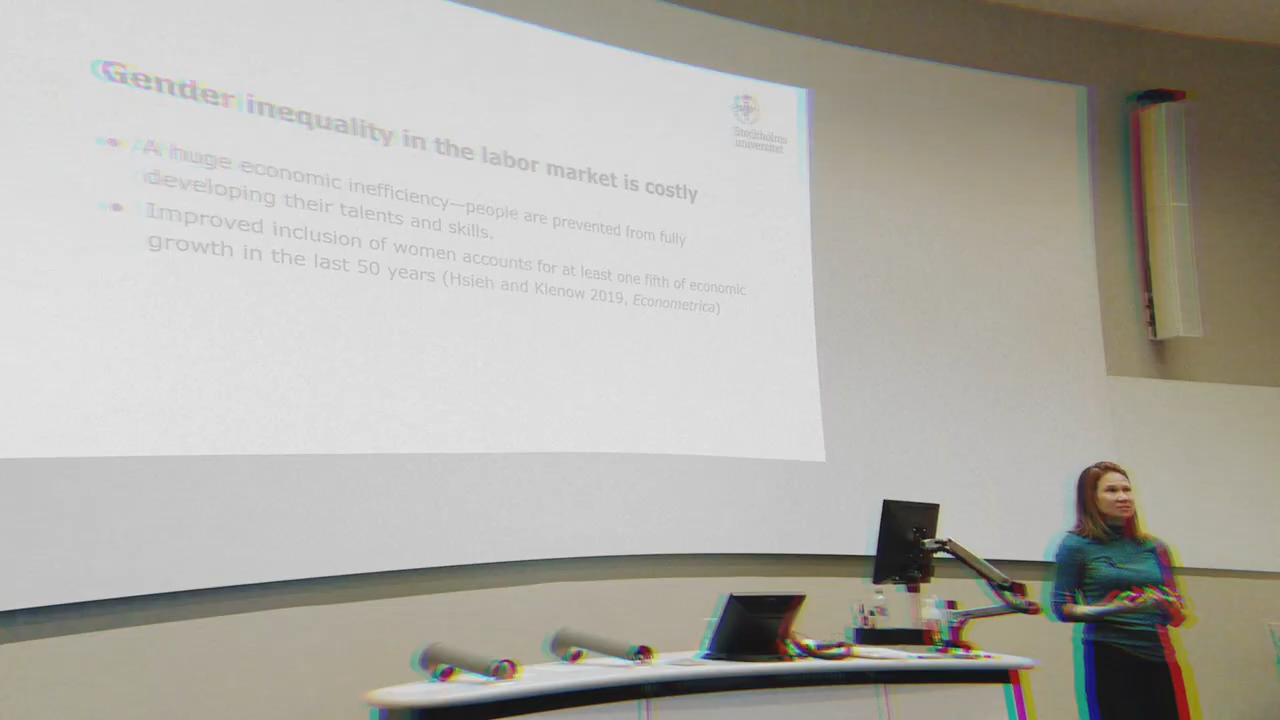 Gender inequality in the labor market is costly
Stockholms
universitet
• A huge economic inefficiency—people are prevented from fully
developing their talents and skills.
• Improved inclusion of women accounts for at least one fifth of economic
growth in the last 50 years (Hsieh and Klenow 2019, Econometrica)